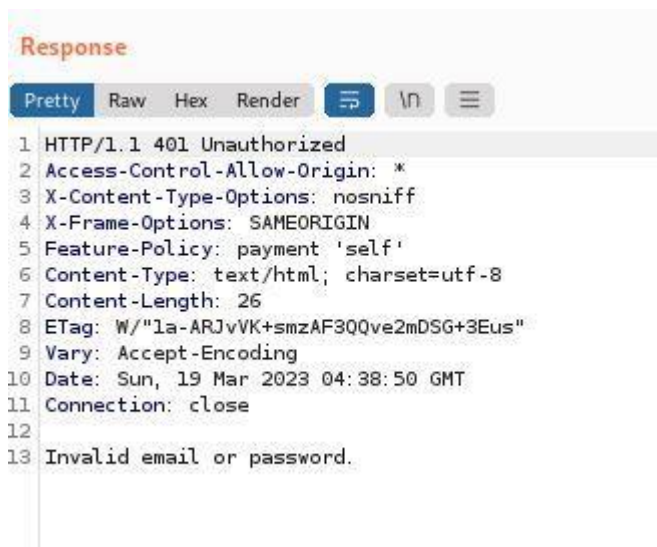 Response
Pretty Raw Hex Render \n
1 HTTP/1.1 401 Unauthorized
2 Access-Control-Allow-Origin: *
3 X-Content-Type-Options: nosniff
4 X-Frame-Options: SAMEORIGIN
5 Feature-Policy: payment 'self'
6 Content-Type: text/html; charset=utf-8
7 Content-Length: 26
8 ETag: W/"1a-ARJvVK+smzAF3QQve2mDSG+3Eus"
9 Vary: Accept-Encoding
10 Date: Sun, 19 Mar 2023 04:38:50 GMT
11 Connection: close
12
13 Invalid email or password.